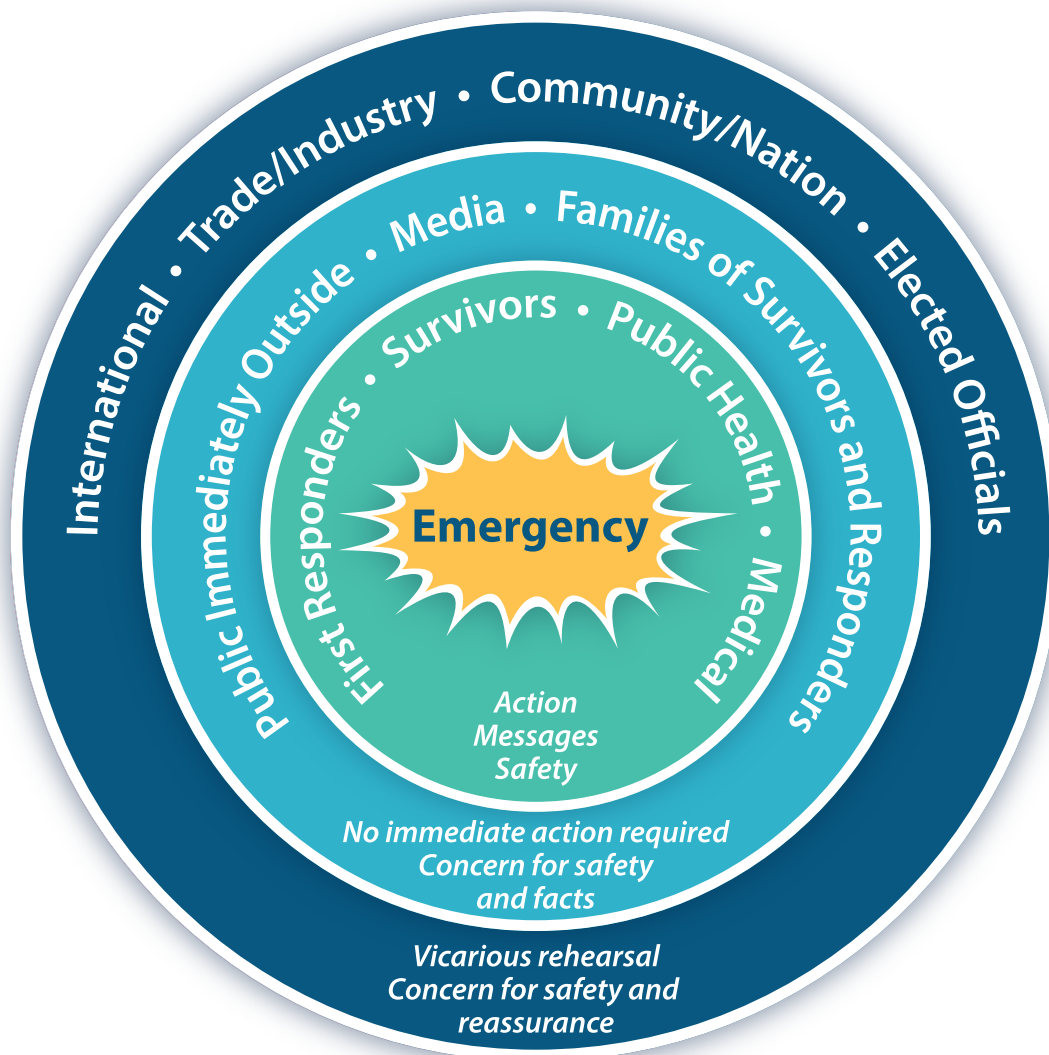 International • Trade/Industry • Community/Nation • Elected Officials
Public Immediately Outside • Media • Families of Survivors and Responders
First Responders • Survivors • Public Health • Medical
Emergency
Action
Messages
Safety
No immediate action required
Concern for safety
and facts
Vicarious rehearsal
Concern for safety and
reassurance